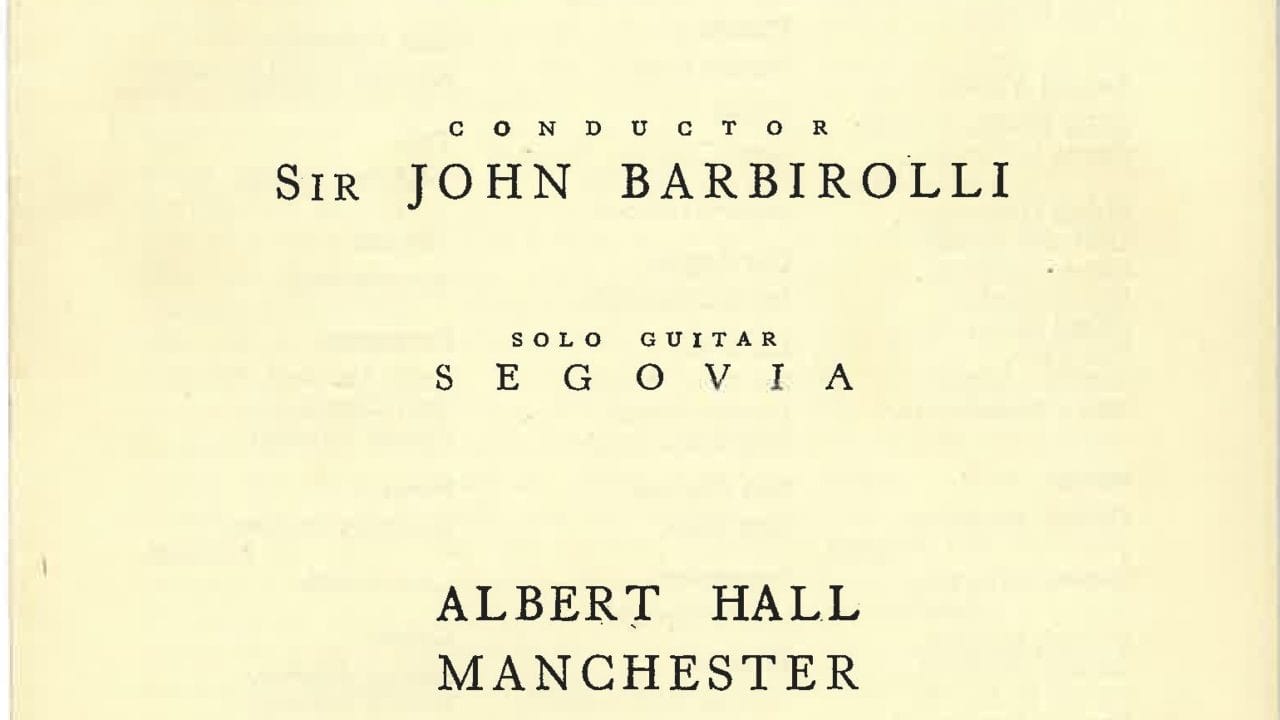 CONDUCTOR
SIR JOHN BARBIROLLI
SOLO GUITAR
SEGOVIA
ALBERT HALL
MANCHESTER